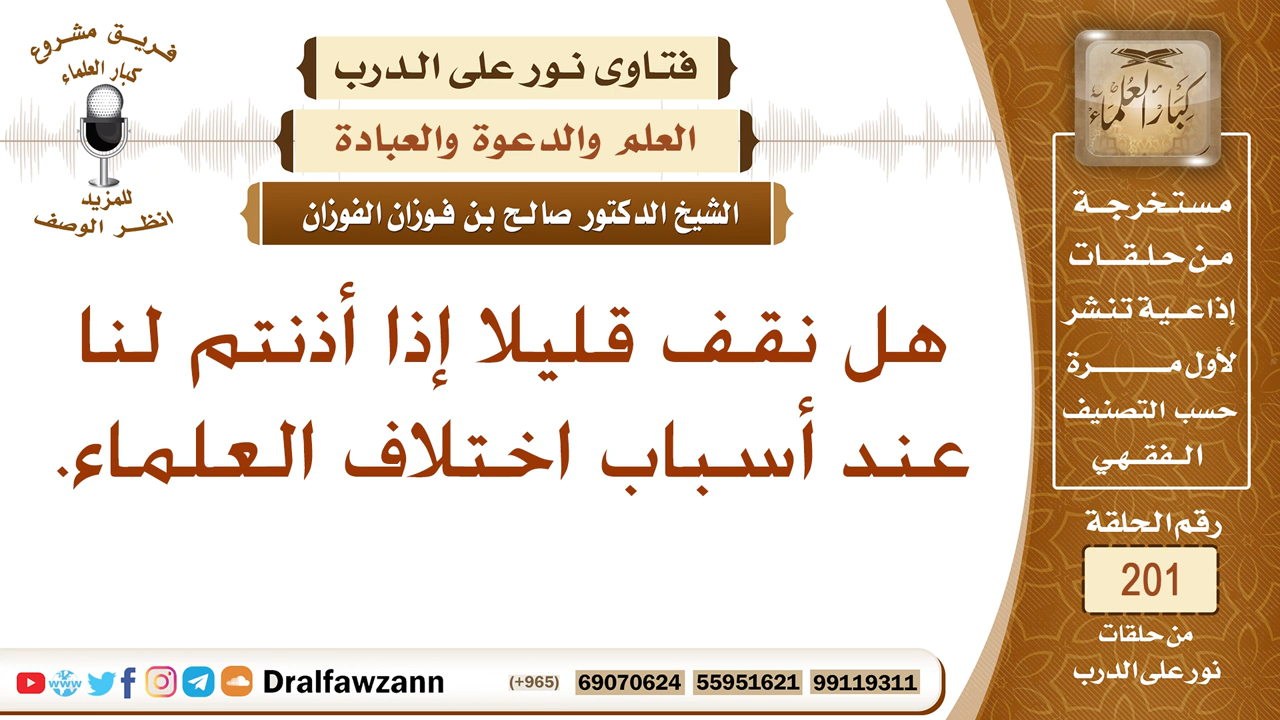 فريق مشروع
كبار العلماء
للمزيد
انظر الوصف
فتاوى نور على الدرب
العلم والدعوة والعبادة
الشيخ الدكتور صالح بن فوزان الفوزان
هل نقف قليلا إذا أذنتم لنا
عند أسباب اختلاف العلماء.
كبار العلماء
مستخرجة
من حلقات
إذاعية تنشر
لأول مرة
حسب التصنيف
الفقهي
رقم الحلقة
201
من حلقات
نور على الدرب
www Dralfawzann (+965) 69070624 55951621 99119311